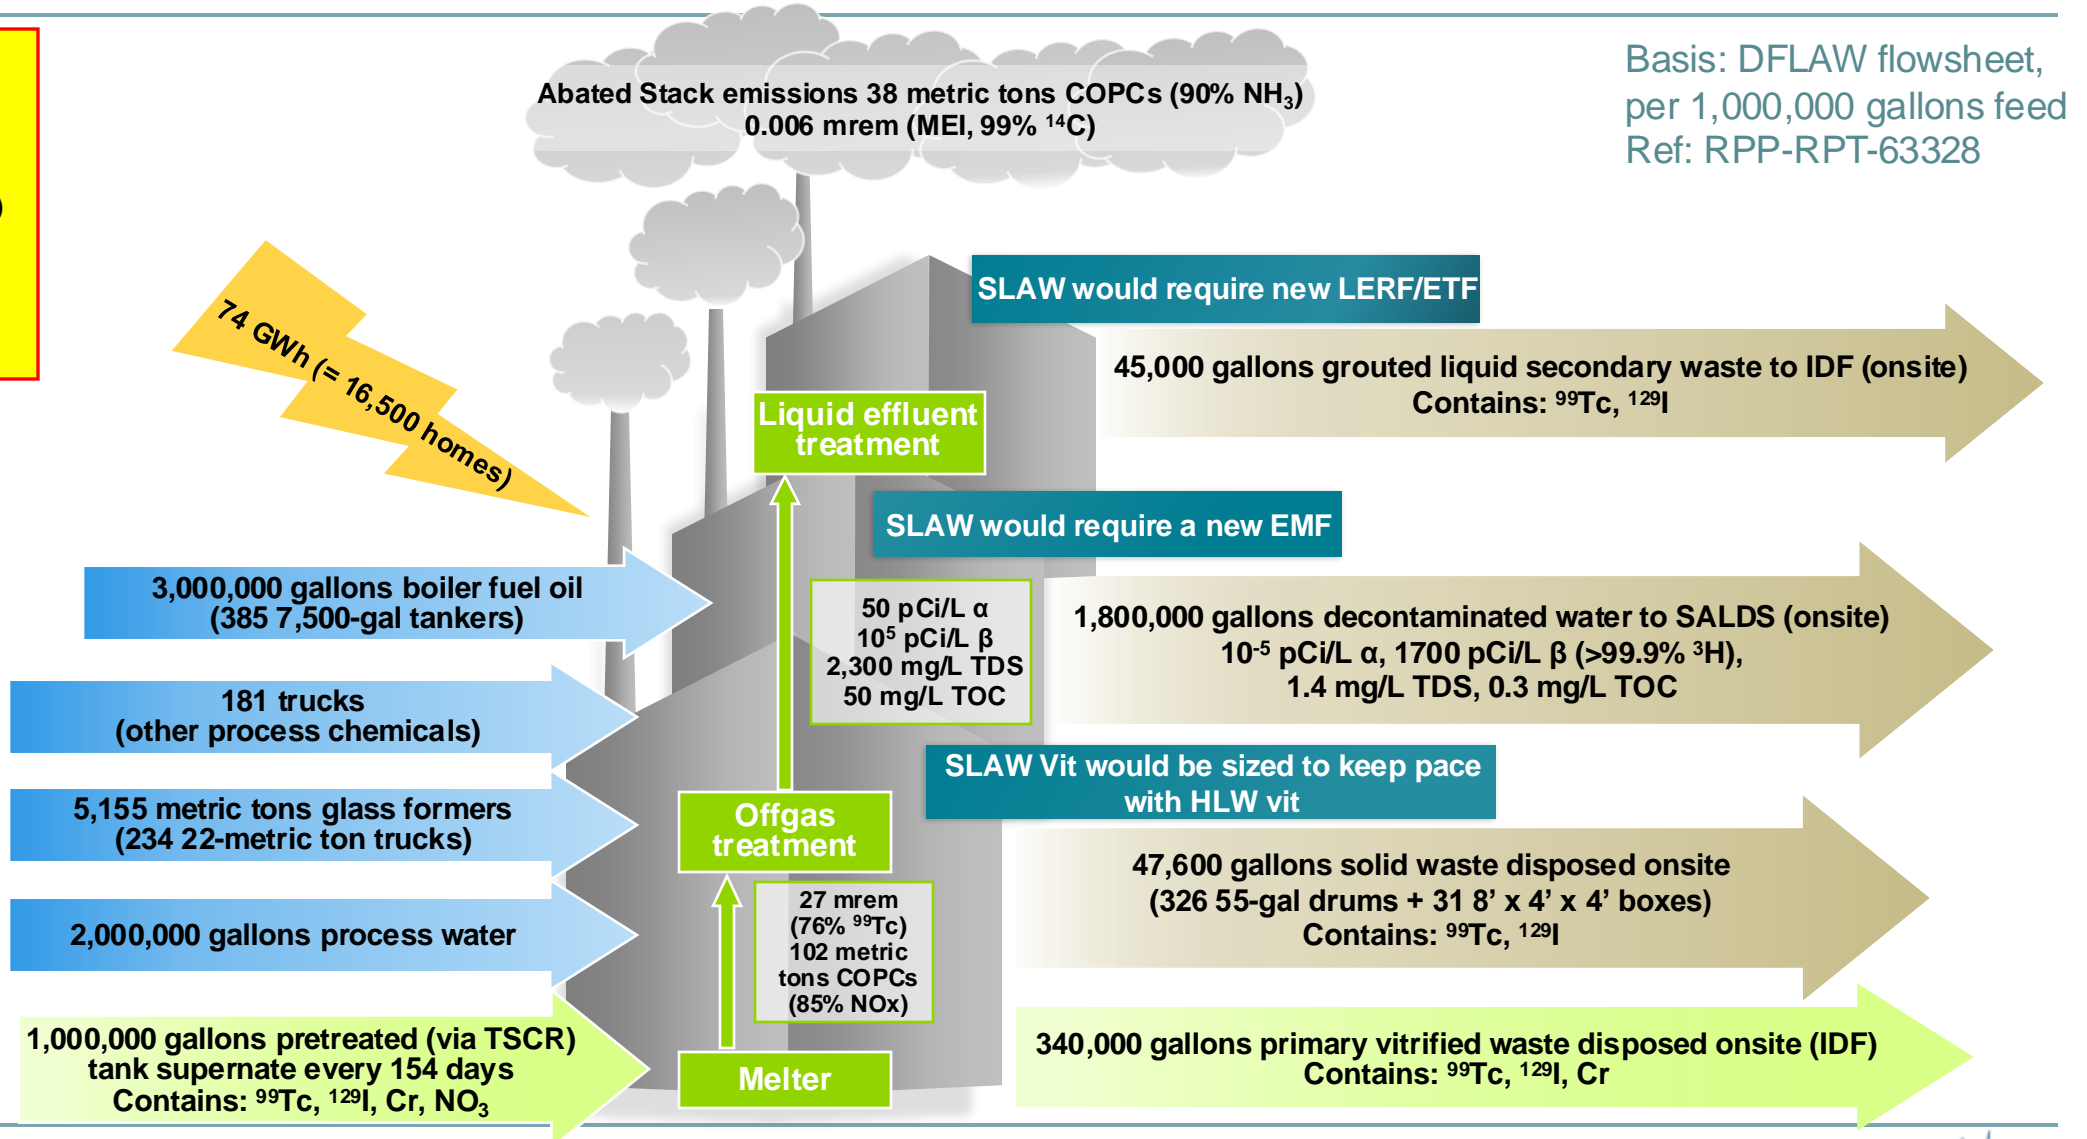 Abated Stack emissions 38 metric tons COPCs (90% NH₃)
0.006 mrem (MEI, 99% ¹⁴C)
Basis: DFLAW flowsheet,
per 1,000,000 gallons feed
Ref: RPP-RPT-63328
)
74 GWh (= 16,500 homes)
SLAW would require new LERF/ETF
45,000 gallons grouted liquid secondary waste to IDF (onsite)
Contains: ⁹⁹Tc, ¹²⁹I
Liquid effluent
treatment
SLAW would require a new EMF
3,000,000 gallons boiler fuel oil
(385 7,500-gal tankers)
50 pCi/L α
10⁵ pCi/L β
2,300 mg/L TDS
50 mg/L TOC
1,800,000 gallons decontaminated water to SALDS (onsite)
10⁻⁵ pCi/L α, 1700 pCi/L β (>99.9% ³H),
1.4 mg/L TDS, 0.3 mg/L TOC
181 trucks
(other process chemicals)
SLAW Vit would be sized to keep pace
with HLW vit
5,155 metric tons glass formers
(234 22-metric ton trucks)
Offgas
treatment
47,600 gallons solid waste disposed onsite
(326 55-gal drums + 31 8’ x 4’ x 4’ boxes)
Contains: ⁹⁹Tc, ¹²⁹I
2,000,000 gallons process water
27 mrem
(76% ⁹⁹Tc)
102 metric
tons COPCs
(85% NOx)
1,000,000 gallons pretreated (via TSCR)
tank supernate every 154 days
Contains: ⁹⁹Tc, ¹²⁹I, Cr, NO₃
Melter
340,000 gallons primary vitrified waste disposed onsite (IDF)
Contains: ⁹⁹Tc, ¹²⁹I, Cr